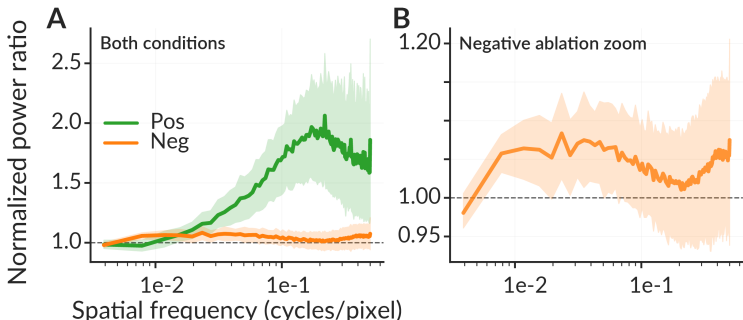 A
Both conditions
Normalized power ratio
2.5
2.0
1.5
1.0
Pos
Neg
1e-2
1e-1
Spatial frequency (cycles/pixel)
B
Negative ablation zoom
1.20
1.00
0.95
1e-2
1e-1